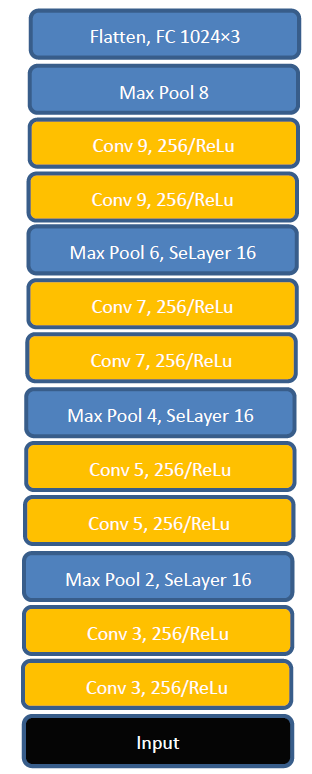 Flatten, FC 1024×3
Max Pool 8
Conv 9, 256/ReLu
Conv 9, 256/ReLu
Max Pool 6, SeLayer 16
Conv 7, 256/ReLu
Conv 7, 256/ReLu
Max Pool 4, SeLayer 16
Conv 5, 256/ReLu
Conv 5, 256/ReLu
Max Pool 2, SeLayer 16
Conv 3, 256/ReLu
Conv 3, 256/ReLu
Input